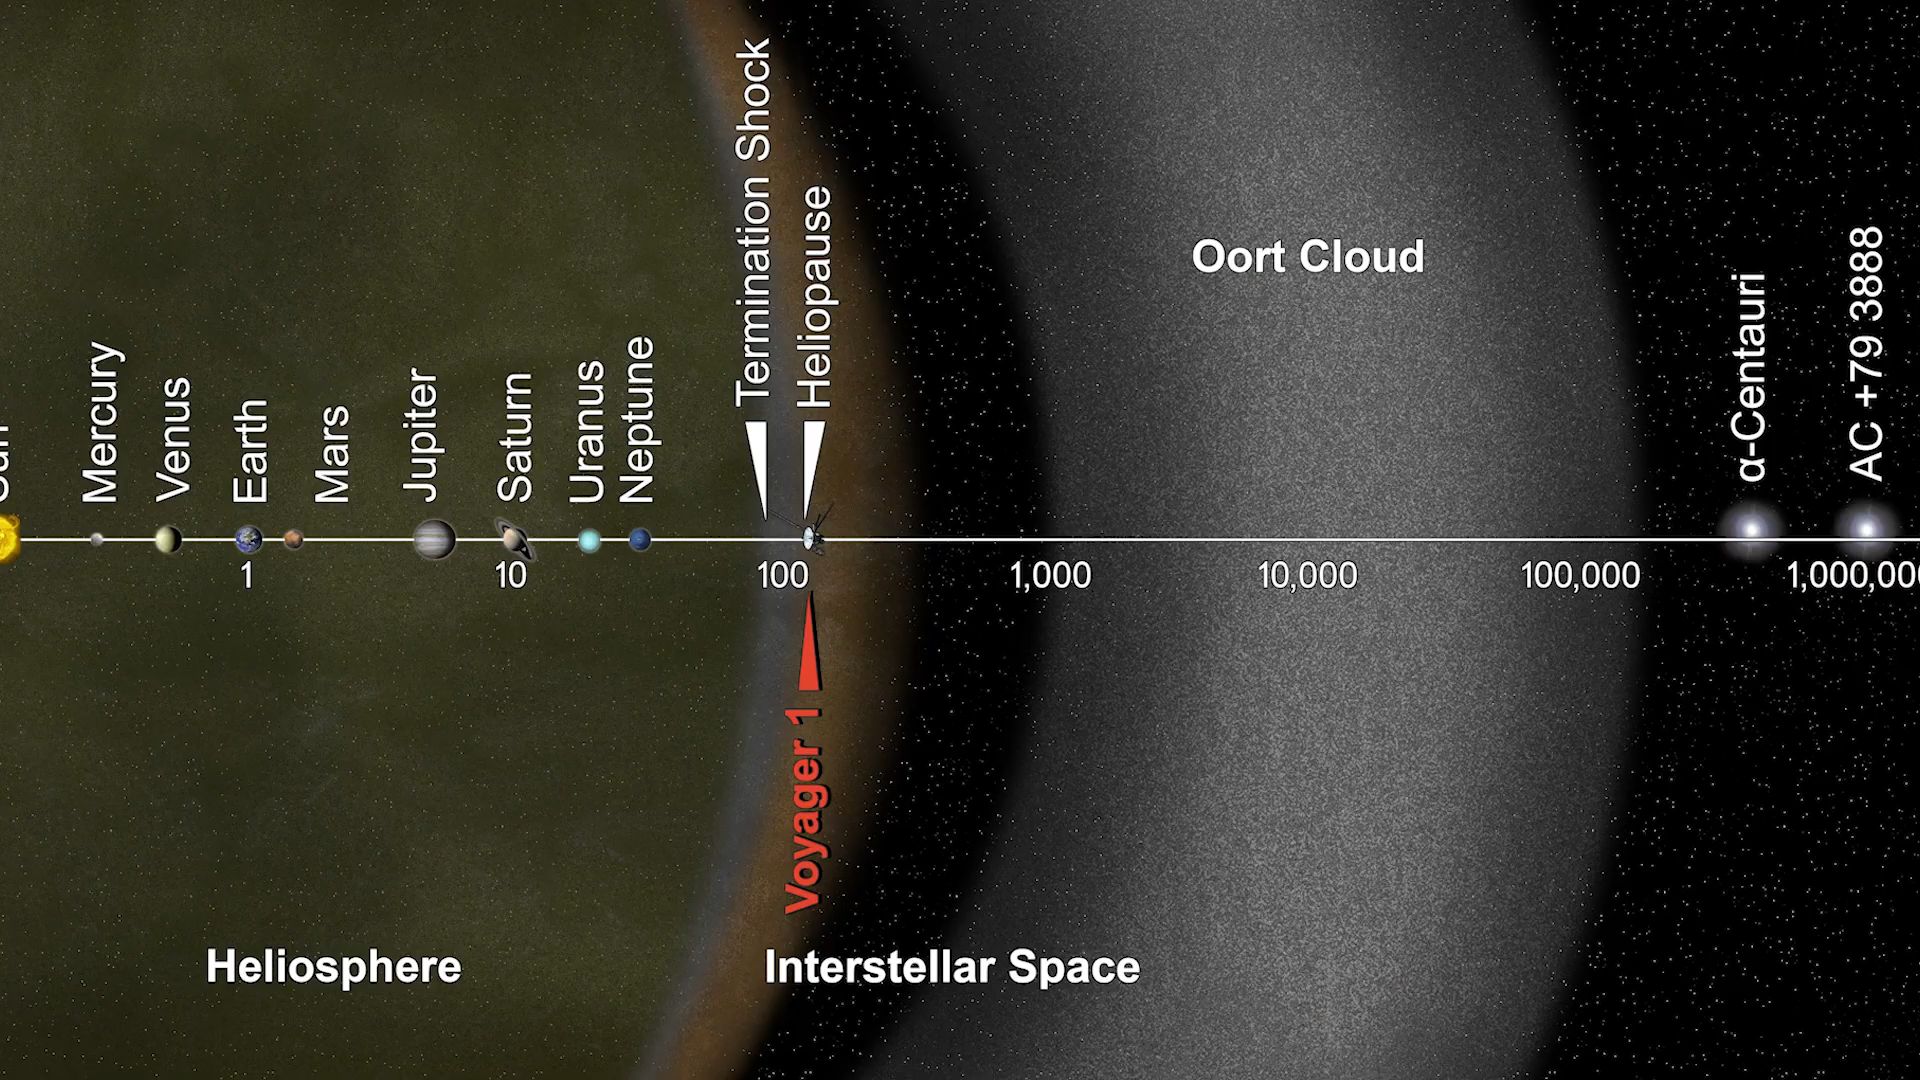 Mercury
Venus
Earth
Mars
Jupiter
Saturn
Uranus
Neptune
Termination Shock
Heliopause
Oort Cloud
α-Centauri
AC +79 3888
1
10
100
1,000
10,000
100,000
Voyager 1
Heliosphere
Interstellar Space